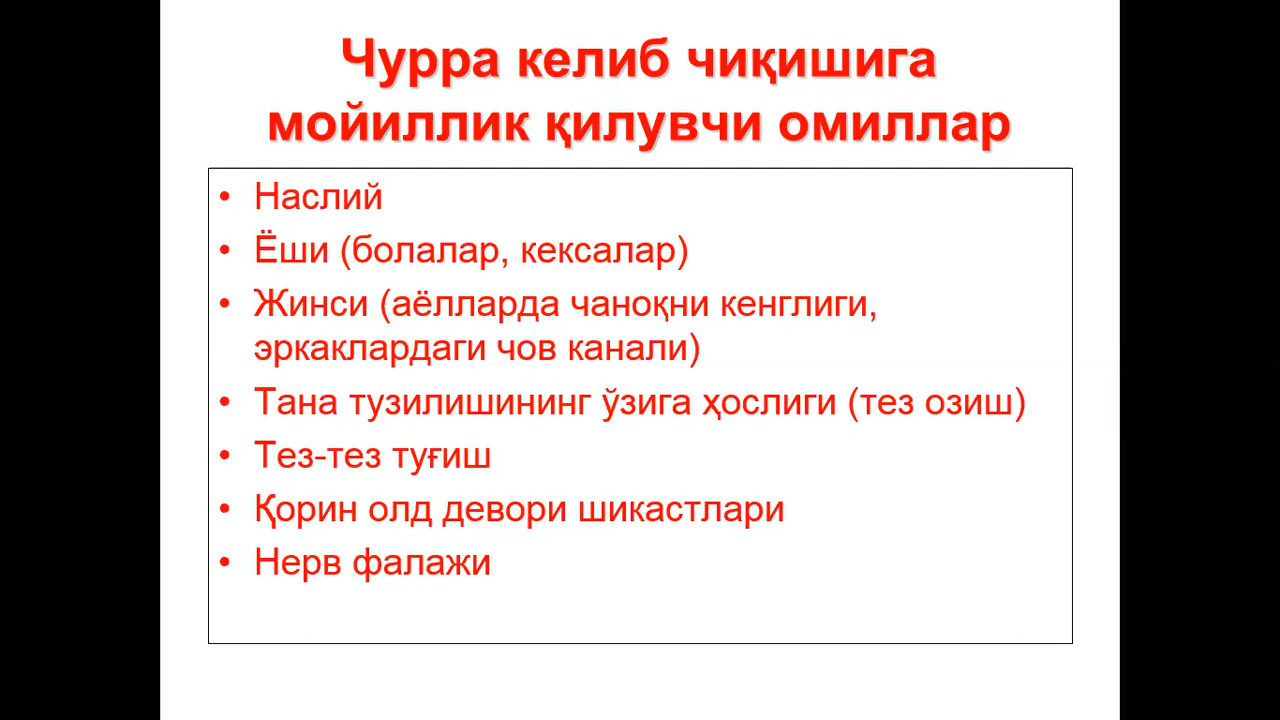 Чурра келиб чиқишига
мойиллик қилувчи омиллар
• Наслий
• Ёши (болалар, кексалар)
• Жинси (аёлларда чаноқни кенглиги,
эркаклардаги чов канали)
• Тана тузилишининг ўзига ҳослиги (тез озиш)
• Тез-тез туғиш
• Қорин олд девори шикастлари
• Нерв фалажи